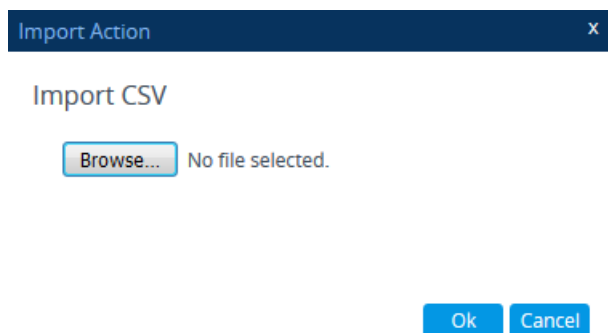 Import Action x
Import CSV
Browse... No file selected.
Ok Cancel